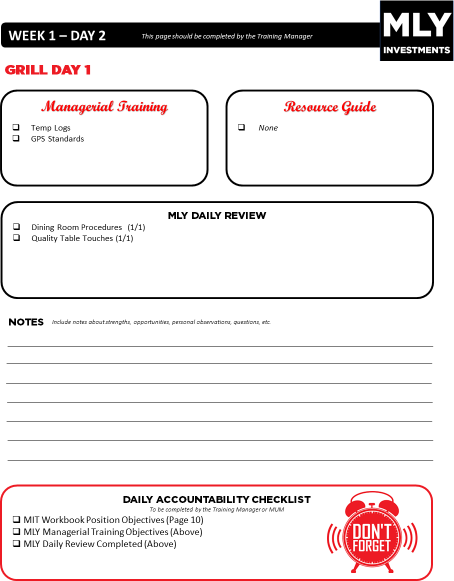 WEEK 1 – DAY 2
This page should be completed by the Training Manager
MLY
INVESTMENTS
GRILL DAY 1
Managerial Training
❑ Temp Logs
❑ GPS Standards
Resource Guide
❑ None
MLY DAILY REVIEW
❑ Dining Room Procedures (1/1)
❑ Quality Table Touches (1/1)
NOTES Include notes about strengths, opportunities, personal observations, questions, etc.
DAILY ACCOUNTABILITY CHECKLIST
To be completed by the Training Manager or MUM
❑ MIT Workbook Position Objectives (Page 10)
❑ MLY Managerial Training Objectives (Above)
❑ MLY Daily Review Completed (Above)
DON'T
FORGET